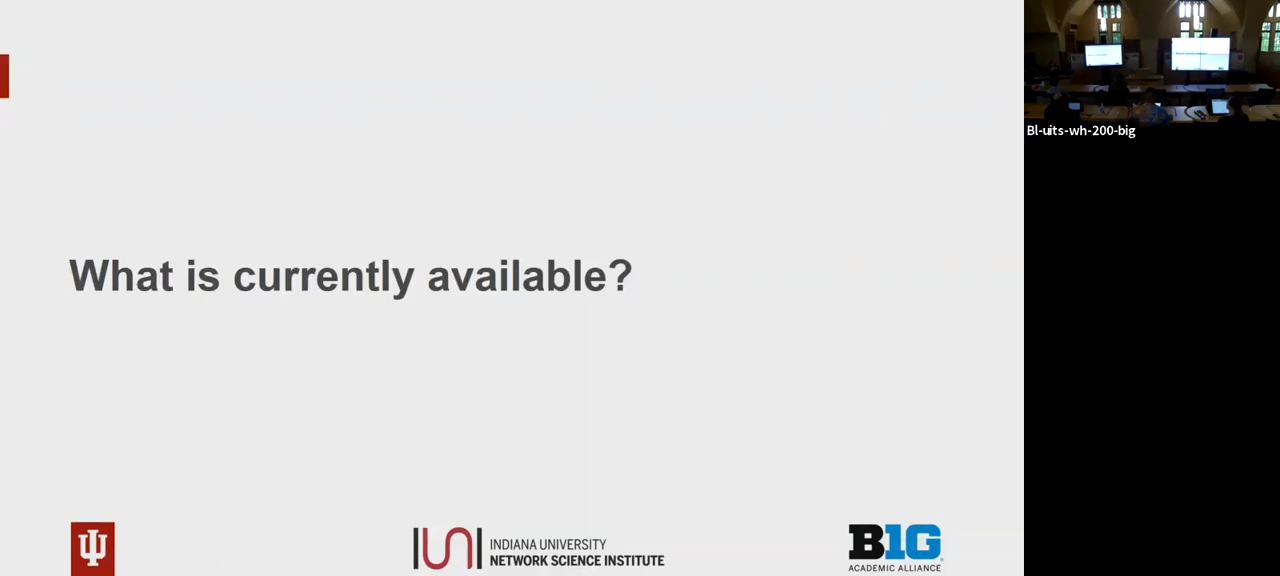 What is currently available?
INDIANA UNIVERSITY
NETWORK SCIENCE INSTITUTE
B1G
ACADEMIC ALLIANCE
Bl-uits-wh-200-big